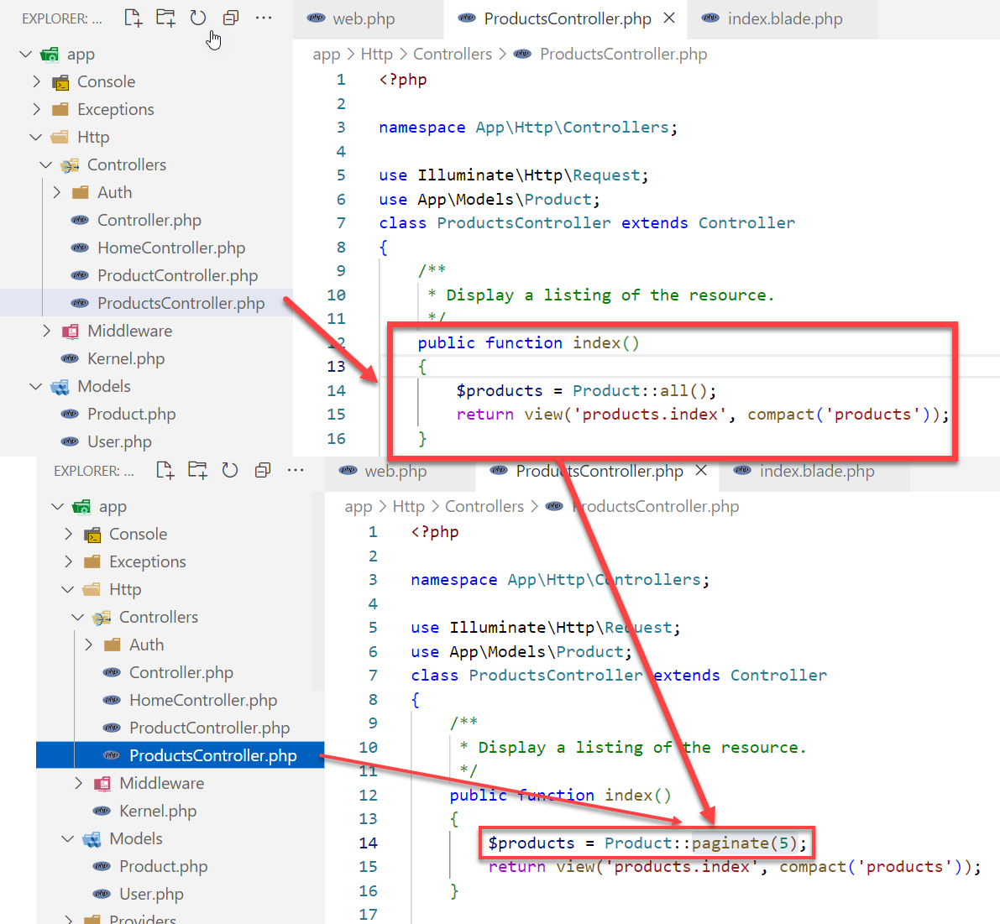 EXPLORER: ...
app
Console
Exceptions
Http
Controllers
Auth
Controller.php
HomeController.php
ProductController.php
ProductsController.php
Middleware
Kernel.php
Models
Product.php
User.php
web.php
ProductsController.php
index.blade.php
app > Http > Controllers > ProductsController.php
1 <?php
2
3 namespace App\Http\Controllers;
4
5 use Illuminate\Http\Request;
6 use App\Models\Product;
7 class ProductsController extends Controller
8 {
9 /**
10 * Display a listing of the resource.
11 */
12 public function index()
13 {
14 $products = Product::all();
15 return view('products.index', compact('products'));
16 }
EXPLORER: ...
app
Console
Exceptions
Http
Controllers
Auth
Controller.php
HomeController.php
ProductController.php
ProductsController.php
Middleware
Kernel.php
Models
Product.php
User.php
Providers
web.php
ProductsController.php
index.blade.php
app > Http > Controllers > ProductsController.php
1 <?php
2
3 namespace App\Http\Controllers;
4
5 use Illuminate\Http\Request;
6 use App\Models\Product;
7 class ProductsController extends Controller
8 {
9 /**
10 * Display a listing of the resource.
11 */
12 public function index()
13 {
14 $products = Product::paginate(5);
15 return view('products.index', compact('products'));
16 }
17